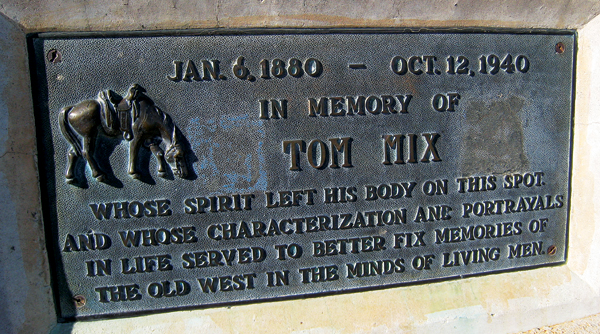 JAN. 6, 1880 – OCT. 12, 1940
IN MEMORY OF
TOM MIX
WHOSE SPIRIT LEFT HIS BODY ON THIS SPOT.
AND WHOSE CHARACTERIZATION AND PORTRAYALS
IN LIFE SERVED TO BETTER FIX MEMORIES OF
THE OLD WEST IN THE MINDS OF LIVING MEN.